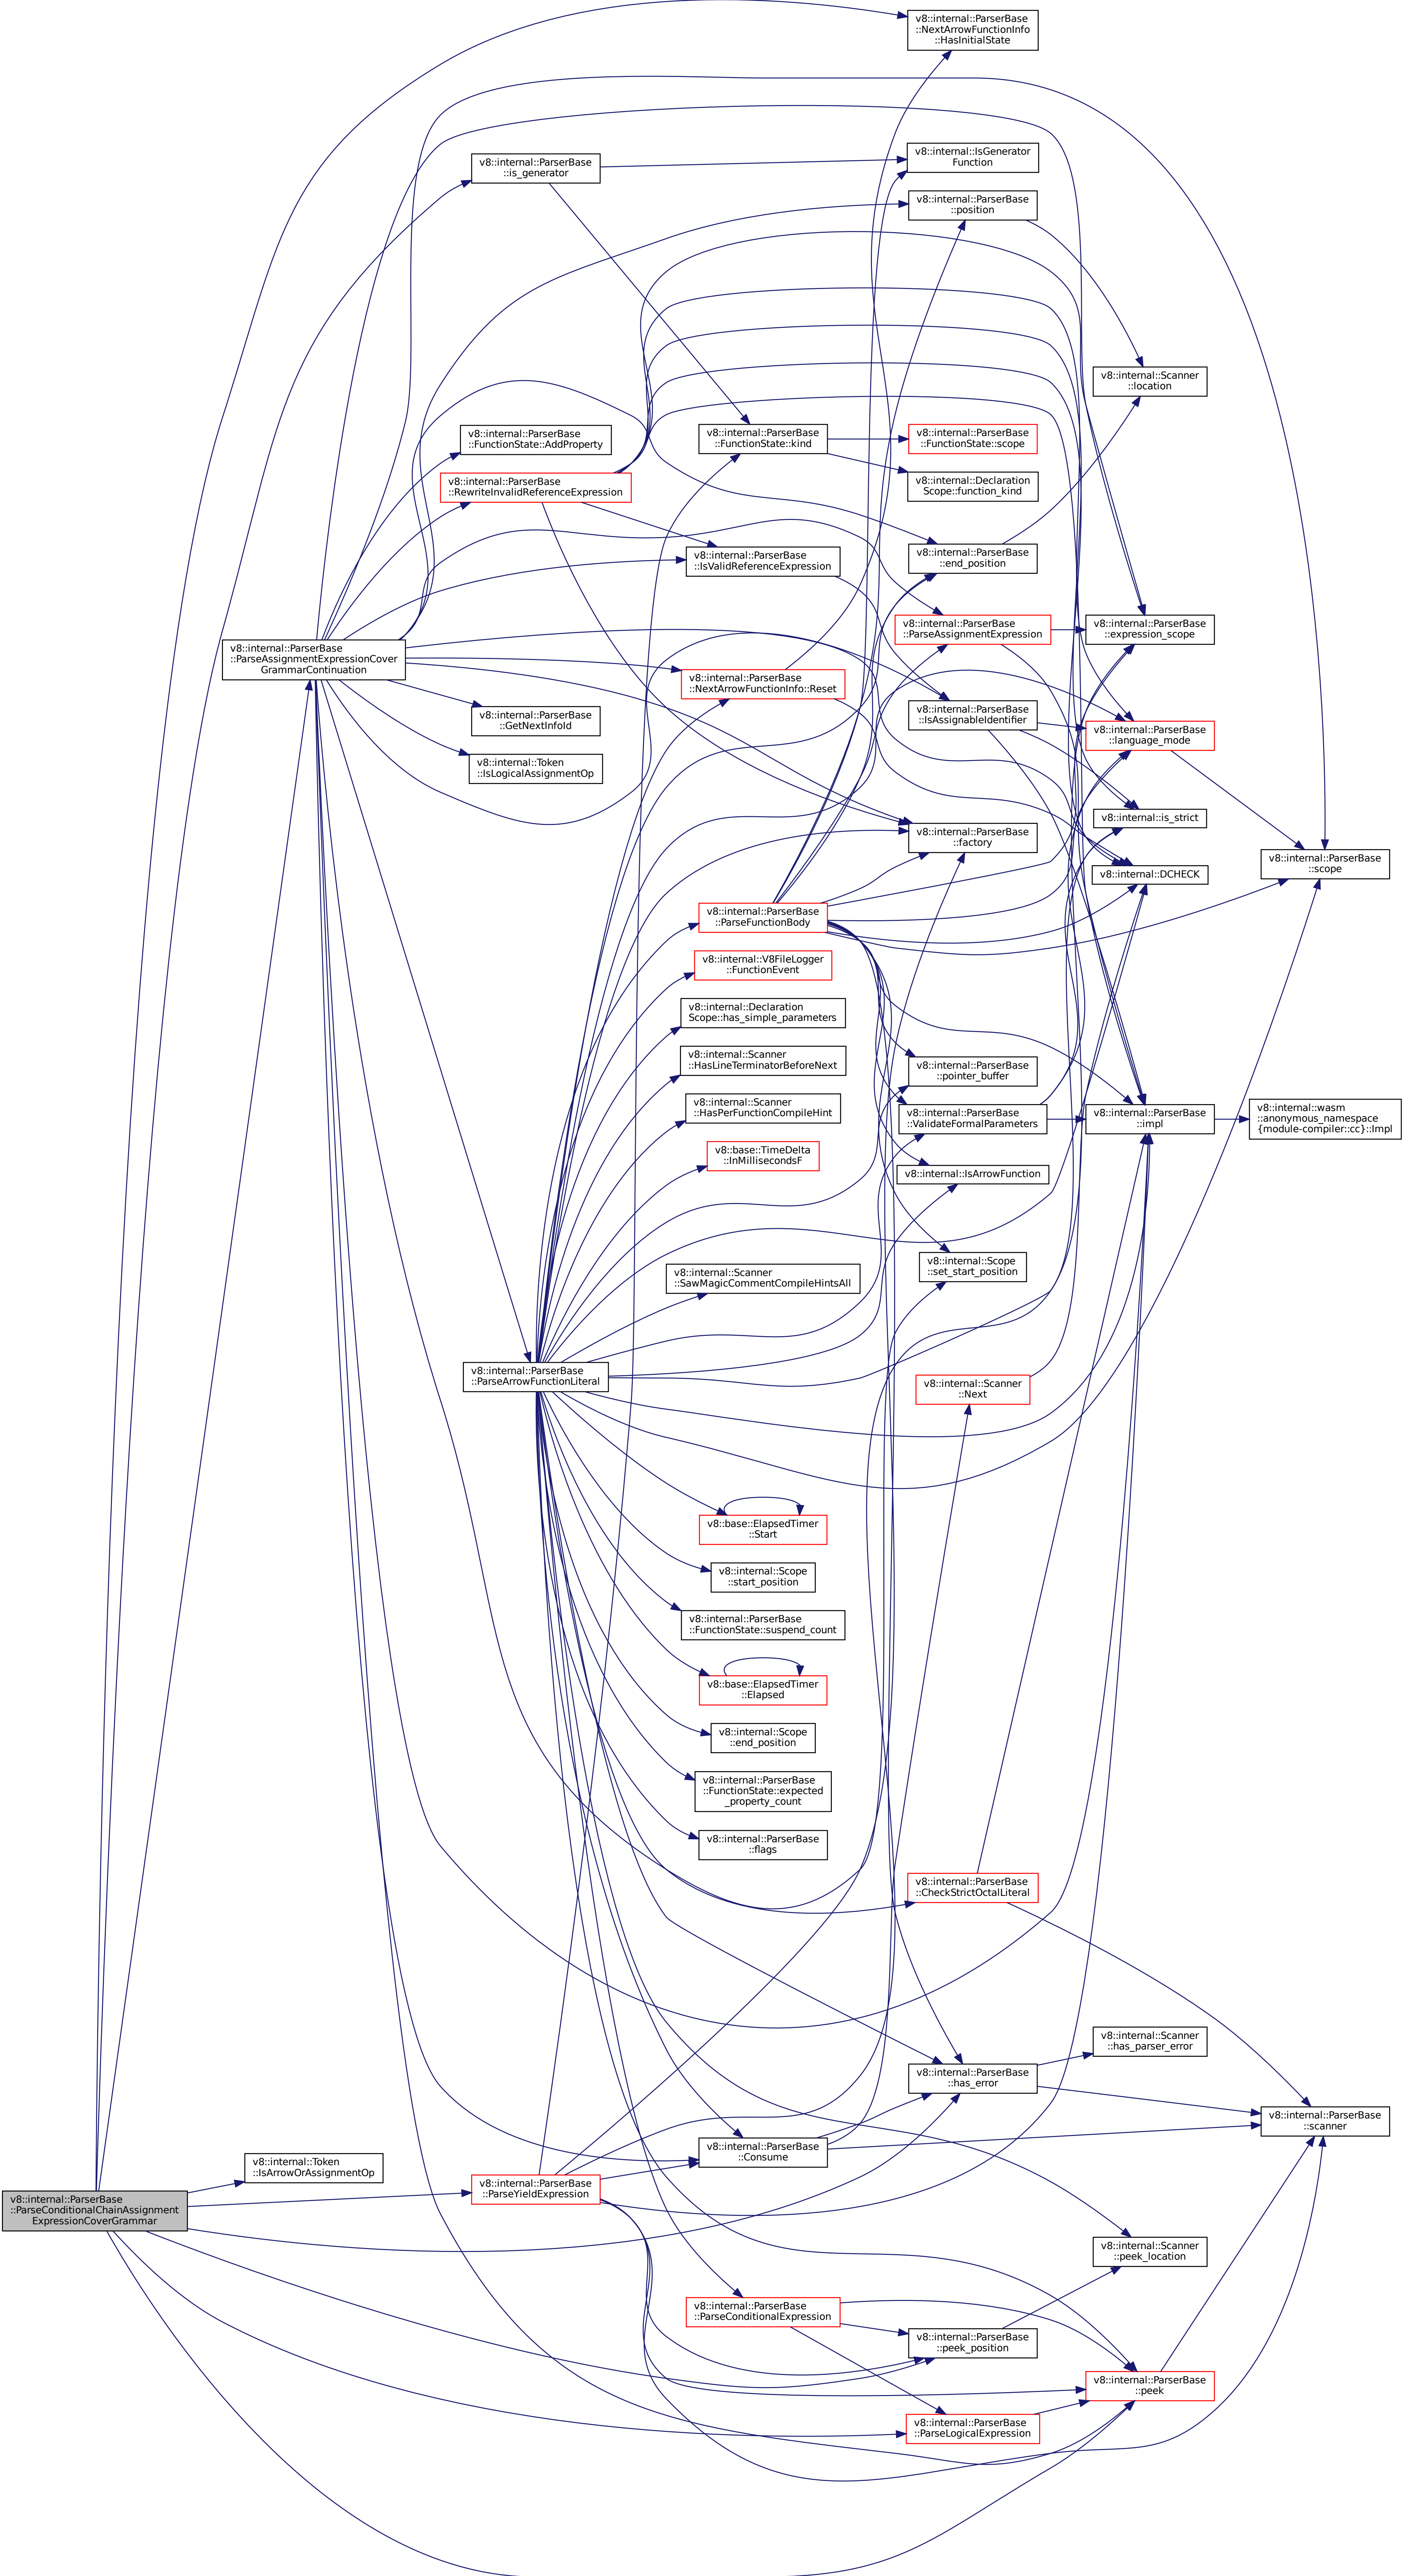 v8::internal::ParserBase
::NextArrowFunctionInfo
::HasInitialState
v8::internal::IsGenerator
Function
v8::internal::ParserBase
::is_generator
v8::internal::ParserBase
::position
v8::internal::Scanner
::location
v8::internal::ParserBase
::FunctionState::AddProperty
v8::internal::ParserBase
::FunctionState::kind
v8::internal::ParserBase
::FunctionState::scope
v8::internal::ParserBase
::RewriteInvalidReferenceExpression
v8::internal::Declaration
Scope::function_kind
v8::internal::ParserBase
::IsValidReferenceExpression
v8::internal::ParserBase
::end_position
v8::internal::ParserBase
::ParseAssignmentExpression
v8::internal::ParserBase
::expression_scope
v8::internal::ParserBase
::ParseAssignmentExpressionCover
GrammarContinuation
v8::internal::ParserBase
::NextArrowFunctionInfo::Reset
v8::internal::ParserBase
::IsAssignableIdentifier
v8::internal::ParserBase
::GetNextInfoId
v8::internal::ParserBase
::language_mode
v8::internal::Token
::IsLogicalAssignmentOp
v8::internal::is_strict
v8::internal::ParserBase
::factory
v8::internal::ParserBase
::scope
v8::internal::DCHECK
v8::internal::ParserBase
::ParseFunctionBody
v8::internal::V8FileLogger
::FunctionEvent
v8::internal::Declaration
Scope::has_simple_parameters
v8::internal::Scanner
::HasLineTerminatorBeforeNext
v8::internal::ParserBase
::pointer_buffer
v8::internal::Scanner
::HasPerFunctionCompileHint
v8::internal::ParserBase
::ValidateFormalParameters
v8::internal::ParserBase
::impl
v8::internal::wasm
::anonymous_namespace
{module-compiler::cc}::Impl
v8::base::TimeDelta
::InMillisecondsF
v8::internal::IsArrowFunction
v8::internal::Scanner
::SawMagicCommentCompileHintsAll
v8::internal::Scope
::set_start_position
v8::internal::ParserBase
::ParseArrowFunctionLiteral
v8::internal::Scanner
::Next
v8::base::ElapsedTimer
::Start
v8::internal::Scope
::start_position
v8::internal::ParserBase
::FunctionState::suspend_count
v8::base::ElapsedTimer
::Elapsed
v8::internal::Scope
::end_position
v8::internal::ParserBase
::FunctionState::expected
_property_count
v8::internal::ParserBase
::flags
v8::internal::ParserBase
::CheckStrictOctalLiteral
v8::internal::Scanner
::has_parser_error
v8::internal::ParserBase
::has_error
v8::internal::ParserBase
::scanner
v8::internal::ParserBase
::Consume
v8::internal::Token
::IsArrowOrAssignmentOp
v8::internal::ParserBase
::ParseYieldExpression
v8::internal::ParserBase
::ParseConditionalChainAssignment
ExpressionCoverGrammar
v8::internal::Scanner
::peek_location
v8::internal::ParserBase
::ParseConditionalExpression
v8::internal::ParserBase
::peek_position
v8::internal::ParserBase
::peek
v8::internal::ParserBase
::ParseLogicalExpression